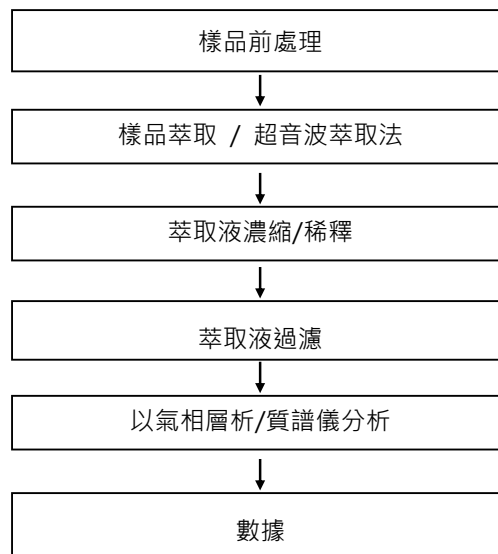 樣品前處理
樣品萃取 / 超音波萃取法
萃取液濃縮/稀釋
萃取液過濾
以氣相層析/質譜儀分析
數據